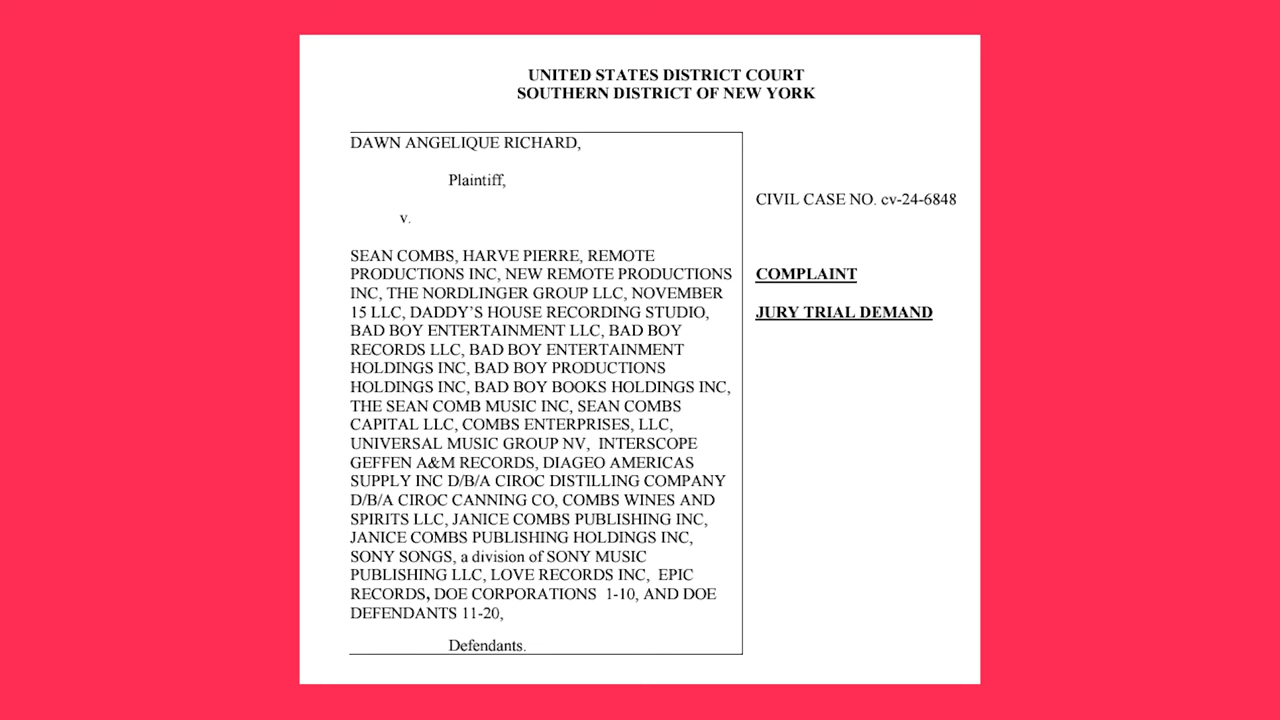 UNITED STATES DISTRICT COURT
SOUTHERN DISTRICT OF NEW YORK
DAWN ANGELIQUE RICHARD,
Plaintiff,
v.
SEAN COMBS, HARVE PIERRE, REMOTE
PRODUCTIONS INC, NEW REMOTE PRODUCTIONS
INC, THE NORDLINGER GROUP LLC, NOVEMBER
15 LLC, DADDY'S HOUSE RECORDING STUDIO,
BAD BOY ENTERTAINMENT LLC, BAD BOY
RECORDS LLC, BAD BOY ENTERTAINMENT
HOLDINGS INC, BAD BOY PRODUCTIONS
HOLDINGS INC, BAD BOY BOOKS HOLDINGS INC,
THE SEAN COMB MUSIC INC, SEAN COMBS
CAPITAL LLC, COMBS ENTERPRISES, LLC,
UNIVERSAL MUSIC GROUP NV, INTERSCOPE
GEFFEN A&M RECORDS, DIAGEO AMERICAS
SUPPLY INC D/B/A CIROC DISTILLING COMPANY
D/B/A CIROC CANNING CO, COMBS WINES AND
SPIRITS LLC, JANICE COMBS PUBLISHING INC,
JANICE COMBS PUBLISHING HOLDINGS INC,
SONY SONGS, a division of SONY MUSIC
PUBLISHING LLC, LOVE RECORDS INC, EPIC
RECORDS, DOE CORPORATIONS 1-10, AND DOE
DEFENDANTS 11-20,
Defendants.
CIVIL CASE NO. cv-24-6848
COMPLAINT
JURY TRIAL DEMAND